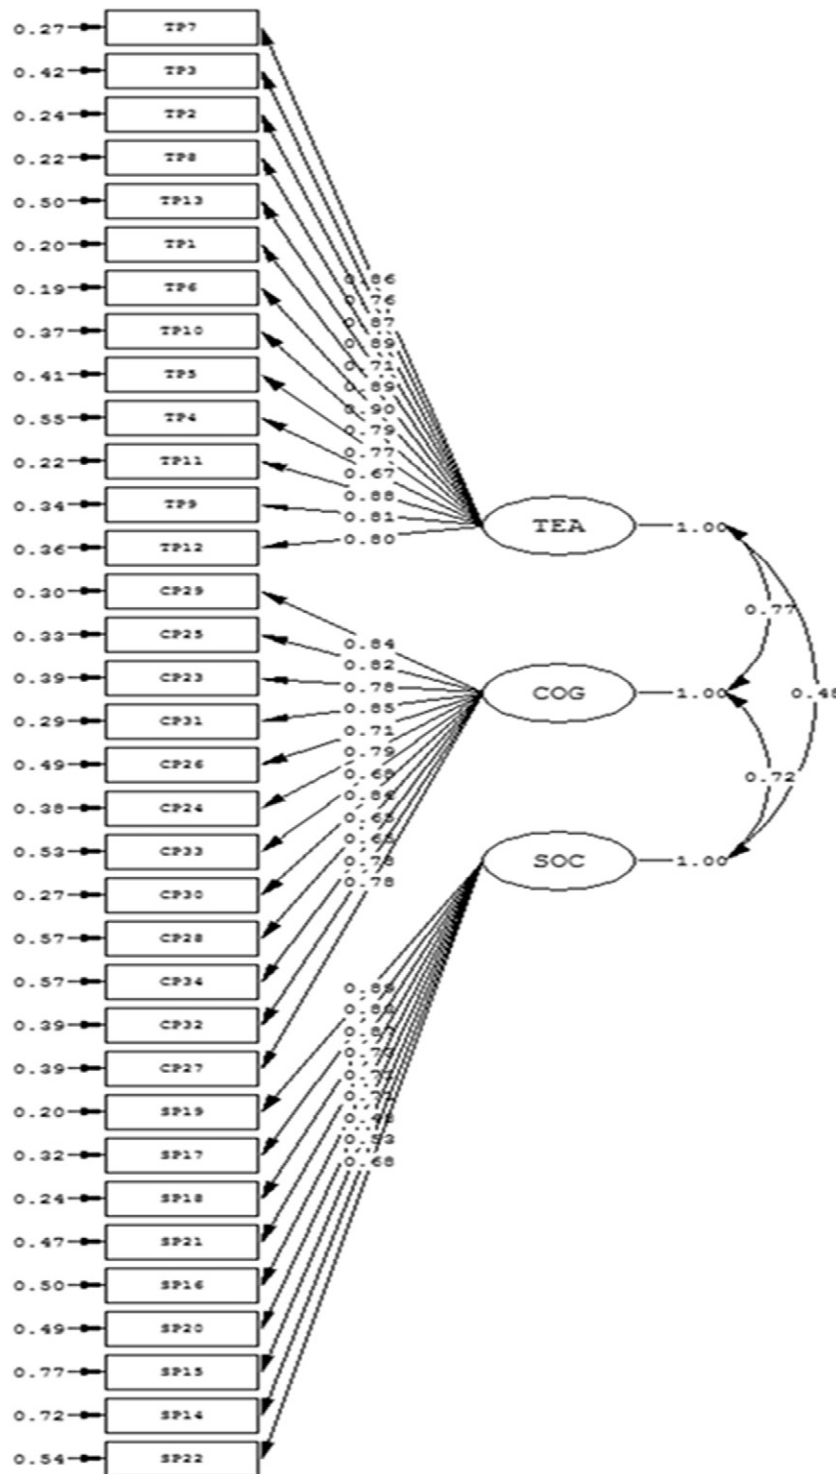 0.27 TP7
0.42 TP3
0.24 TP2
0.22 TP8
0.50 TP13
0.20 TP1
0.19 TP6
0.37 TP10
0.41 TP5
0.55 TP4
0.22 TP11
0.34 TP9
0.36 TP12
0.30 CP29
0.33 CP25
0.39 CP23
0.29 CP31
0.49 CP26
0.38 CP24
0.53 CP33
0.27 CP30
0.57 CP28
0.57 CP34
0.39 CP32
0.39 CP27
0.20 SP19
0.32 SP17
0.24 SP18
0.47 SP21
0.50 SP16
0.49 SP20
0.77 SP15
0.72 SP14
0.54 SP22
0.86
0.76
0.87
0.89
0.71
0.89
0.90
0.79
0.77
0.67
0.88
0.81
0.80
0.84
0.82
0.78
0.85
0.71
0.79
0.78
0.78
0.53
0.68
TEA 1.00
COG 1.00
SOC 1.00
0.77
0.72